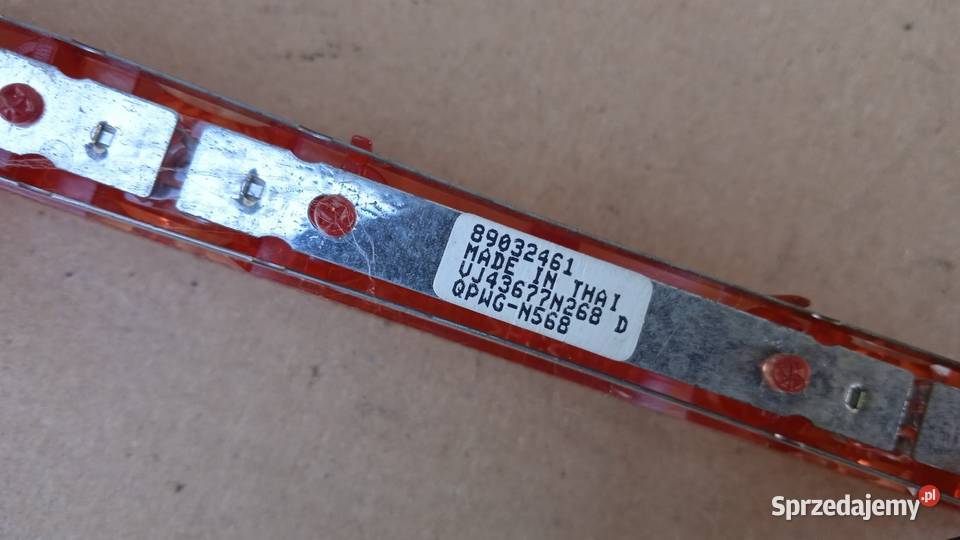 89032461
MADE IN THAI
VJ43677N268 D
QPWG-N568
Sprzedajemy.pl